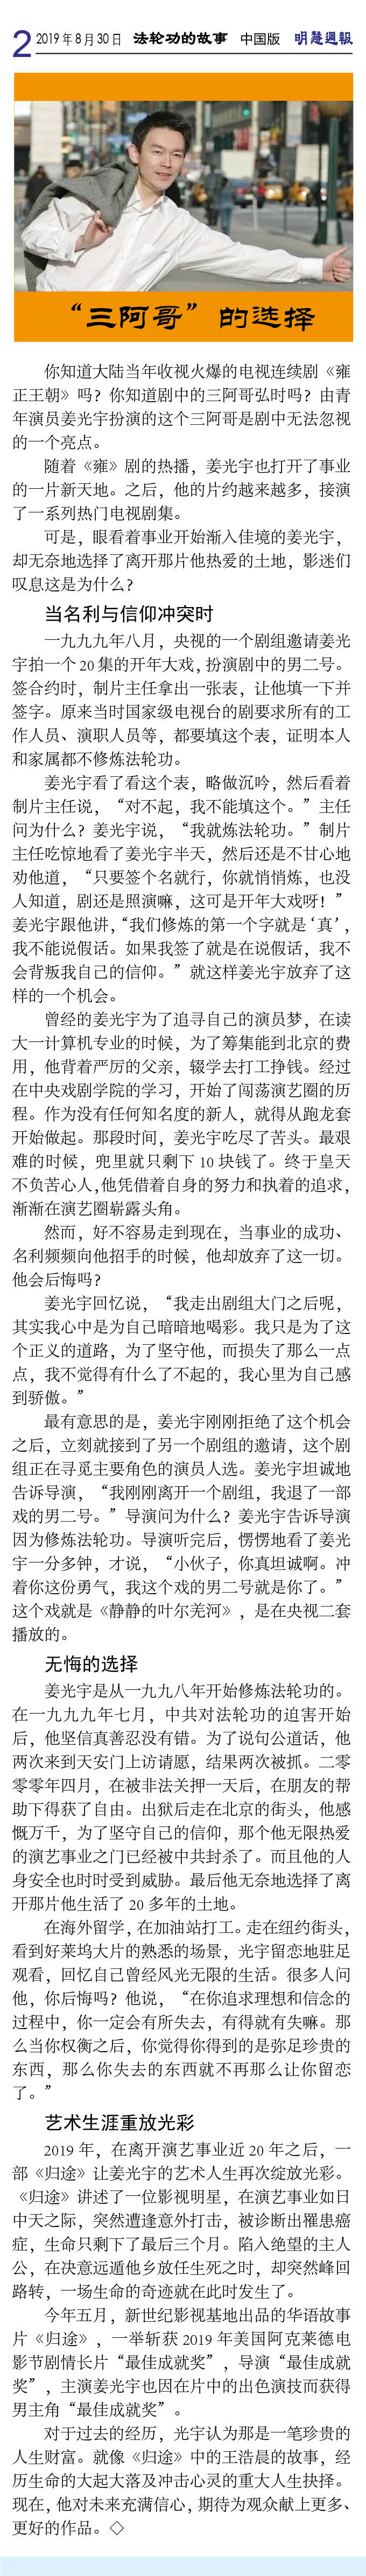 2 2019年8月30日 法轮功的故事 中国版 明慧週報
“三阿哥”的选择
你知道大陆当年收视火爆的电视连续剧《雍
正王朝》吗？你知道剧中的三阿哥弘时吗？由青
年演员姜光宇扮演的这个三阿哥是剧中无法忽视
的一个亮点。
随着《雍》剧的热播，姜光宇也打开了事业
的一片新天地。之后，他的片约越来越多，接演
了一系列热门电视剧集。
可是，眼看着事业开始渐入佳境的姜光宇，
却无奈地选择了离开那片他热爱的土地，影迷们
叹息这是为什么？
当名利与信仰冲突时
一九九九年八月，央视的一个剧组邀请姜光
宇拍一个 20 集的开年大戏，扮演剧中的男二号。
签合约时，制片主任拿出一张表，让他填一下并
签字。原来当时国家级电视台的剧要求所有的工
作人员、演职人员等，都要填这个表，证明本人
和家属都不修炼法轮功。
姜光宇看了看这个表，略做沉吟，然后看着
制片主任说，“对不起，我不能填这个。”主任
问为什么？姜光宇说，“我就炼法轮功。”制片
主任吃惊地看了姜光宇半天，然后还是不甘心地
劝他道，“只要签个名就行，你就悄悄炼，也没
人知道，剧还是照演嘛，这可是开年大戏呀！”
姜光宇跟他讲，“我们修炼的第一个字就是‘真’，
我不能说假话。如果我签了就是在说假话，我不
会背叛我自己的信仰。”就这样姜光宇放弃了这
样的一个机会。
曾经的姜光宇为了追寻自己的演员梦，在读
大一计算机专业的时候，为了筹集能到北京的费
用，他背着严厉的父亲，辍学去打工挣钱。经过
在中央戏剧学院的学习，开始了闯荡演艺圈的历
程。作为没有任何知名度的新人，就得从跑龙套
开始做起。那段时间，姜光宇吃尽了苦头。最艰
难的时候，兜里就只剩下 10 块钱了。终于皇天
不负苦心人，他凭借着自身的努力和执着的追求，
渐渐在演艺圈崭露头角。
然而，好不容易走到现在，当事业的成功、
名利频频向他招手的时候，他却放弃了这一切。
他会后悔吗？
姜光宇回忆说，“我走出剧组大门之后呢，
其实我心中是为自己暗暗地喝彩。我只是为了这
个正义的道路，为了坚守他，而损失了那么一点
点，我不觉得有什么了不起的，我心里为自己感
到骄傲。”
最有意思的是，姜光宇刚刚拒绝了这个机会
之后，立刻就接到了另一个剧组的邀请，这个剧
组正在寻觅主要角色的演员人选。姜光宇坦诚地
告诉导演，“我刚刚离开一个剧组，我退了一部
戏的男二号。”导演问为什么？姜光宇告诉导演
因为修炼法轮功。导演听完后，愣愣地看了姜光
宇一分多钟，才说，“小伙子，你真坦诚啊。冲
着你这份勇气，我这个戏的男二号就是你了。”
这个戏就是《静静的叶尔羌河》，是在央视二套
播放的。
无悔的选择
姜光宇是从一九九八年开始修炼法轮功的。
在一九九九年七月，中共对法轮功的迫害开始
后，他坚信真善忍没有错。为了说句公道话，他
两次来到天安门上访请愿，结果两次被抓。二零
零零年四月，在被非法关押一天后，在朋友的帮
助下得获了自由。出狱后走在北京的街头，他感
慨万千，为了坚守自己的信仰，那个他无限热爱
的演艺事业之门已经被中共封杀了。而且他的人
身安全也时时受到威胁。最后他无奈地选择了离
开那片他生活了 20 多年的土地。
在海外留学，在加油站打工。走在纽约街头，
看到好莱坞大片的熟悉的场景，光宇留恋地驻足
观看，回忆自己曾经风光无限的生活。很多人问
他，你后悔吗？他说，“在你追求理想和信念的
过程中，你一定会有所失去，有得就有失嘛。那
么当你权衡之后，你觉得你得到的是弥足珍贵的
东西，那么你失去的东西就不再那么让你留恋
了。”
艺术生涯重放光彩
2019 年，在离开演艺事业近 20 年之后，一
部《归途》让姜光宇的艺术人生再次绽放光彩。
《归途》讲述了一位影视明星，在演艺事业如日
中天之际，突然遭逢意外打击，被诊断出罹患癌
症，生命只剩下了最后三个月。陷入绝望的主人
公，在决意远遁他乡放任生死之时，却突然峰回
路转，一场生命的奇迹就在此时发生了。
今年五月，新世纪影视基地出品的华语故事
片《归途》，一举斩获 2019 年美国阿克莱德电
影节剧情长片“最佳成就奖”，导演“最佳成就
奖”，主演姜光宇也因在片中的出色演技而获得
男主角“最佳成就奖”。
对于过去的经历，光宇认为那是一笔珍贵的
人生财富。就像《归途》中的王浩晨的故事，经
历生命的大起大落及冲击心灵的重大人生抉择。
现在，他对未来充满信心，期待为观众献上更多、
更好的作品。◇